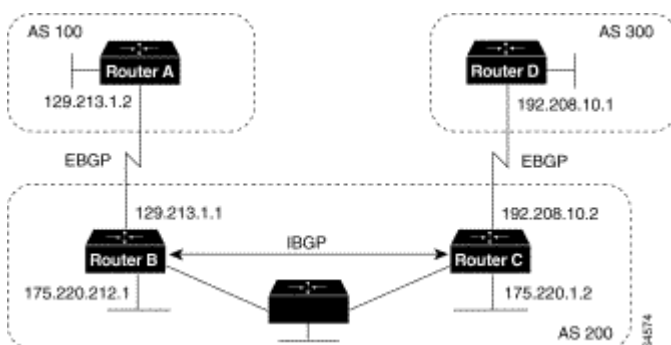 AS 100
AS 300
Router A
Router D
129.213.1.2
192.208.10.1
EBGP
EBGP
129.213.1.1
192.208.10.2
IBGP
Router B
Router C
175.220.212.1
175.220.1.2
AS 200